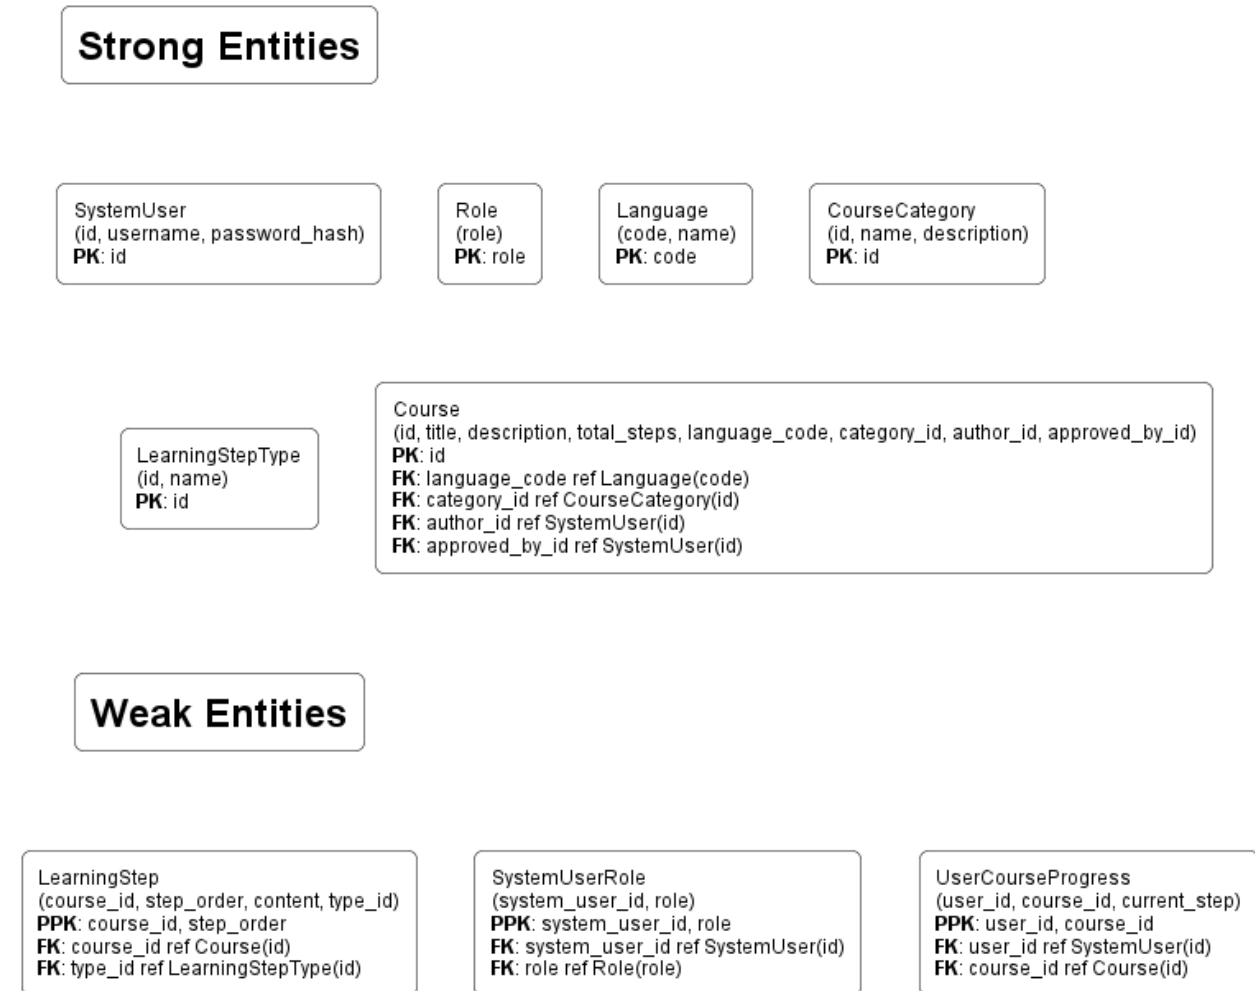 Strong Entities
SystemUser
(id, username, password_hash)
PK: id
Role
(role)
PK: role
Language
(code, name)
PK: code
CourseCategory
(id, name, description)
PK: id
LearningStepType
(id, name)
PK: id
Course
(id, title, description, total_steps, language_code, category_id, author_id, approved_by_id)
PK: id
FK: language_code ref Language(code)
FK: category_id ref CourseCategory(id)
FK: author_id ref SystemUser(id)
FK: approved_by_id ref SystemUser(id)
Weak Entities
LearningStep
(course_id, step_order, content, type_id)
PPK: course_id, step_order
FK: course_id ref Course(id)
FK: type_id ref LearningStepType(id)
SystemUserRole
(system_user_id, role)
PPK: system_user_id, role
FK: system_user_id ref SystemUser(id)
FK: role ref Role(role)
UserCourseProgress
(user_id, course_id, current_step)
PPK: user_id, course_id
FK: user_id ref SystemUser(id)
FK: course_id ref Course(id)